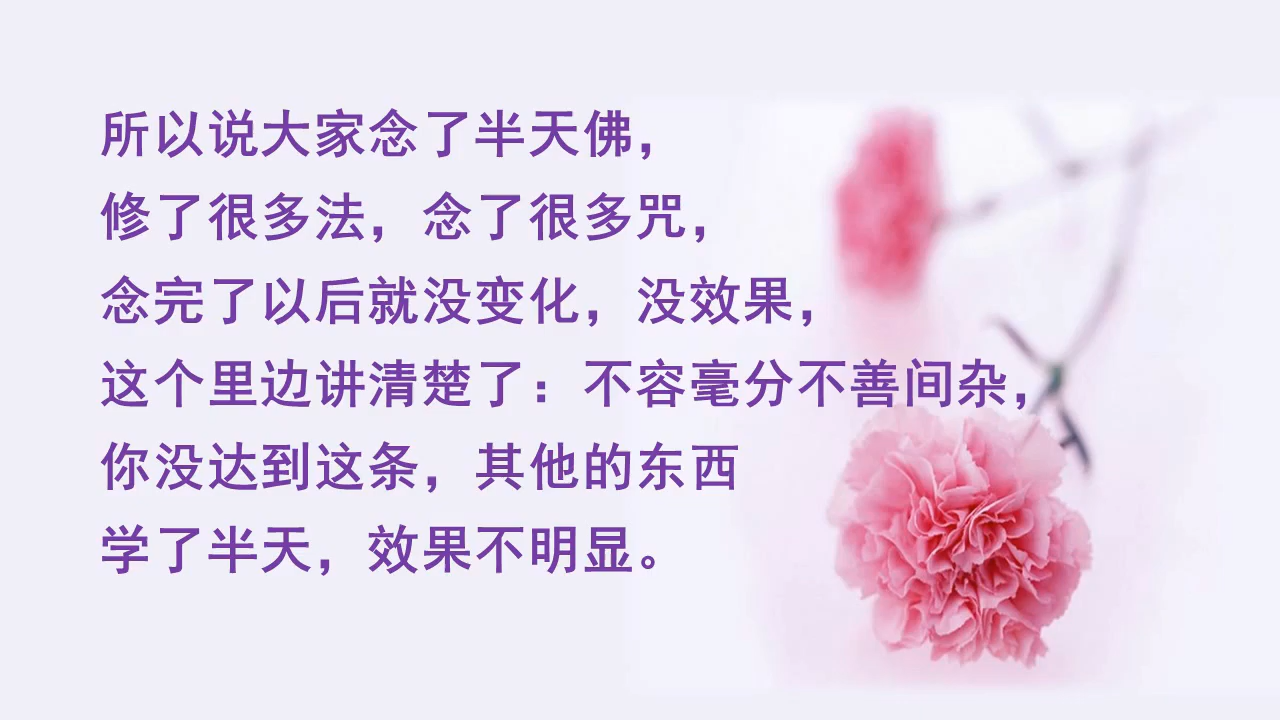 所以说大家念了半天佛，
修了很多法，念了很多咒，
念完了以后就没变化，没效果，
这个里边讲清楚了：不容毫分不善间杂，
你没达到这条，其他的东西
学了半天，效果不明显。